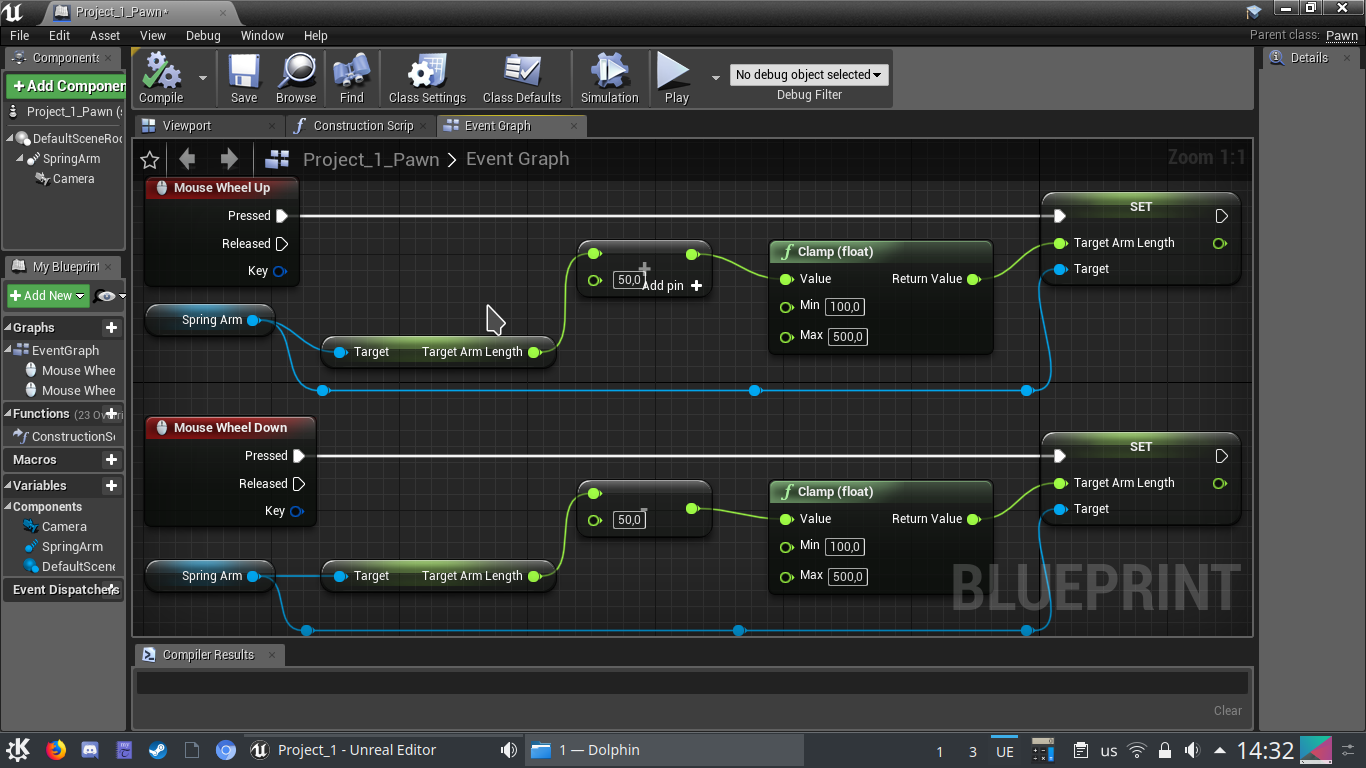 Project_1_Pawn*
File Edit Asset View Debug Window Help
Parent class: Pawn
Components
+Add Componen
Project_1_Pawn (s
DefaultSceneRoo
SpringArm
Camera
My Blueprint
+Add New
Graphs
EventGraph
Mouse Whee
Mouse Whee
Functions (23 Overri
ConstructionSc
Macros
Variables
Components
Camera
SpringArm
DefaultScene
Event Dispatchers
Compile
Save
Browse
Find
Class Settings
Class Defaults
Simulation
Play
No debug object selected
Debug Filter
Viewport
Construction Scrip
Event Graph
Project_1_Pawn > Event Graph
Zoom 1:1
Mouse Wheel Up
Pressed
Released
Key
Spring Arm
Target Target Arm Length
+
50,0
Add pin +
Clamp (float)
Value Return Value
Min 100,0
Max 500,0
SET
Target Arm Length
Target
Mouse Wheel Down
Pressed
Released
Key
Spring Arm
Target Target Arm Length
-
50,0
Clamp (float)
Value Return Value
Min 100,0
Max 500,0
SET
Target Arm Length
Target
BLUEPRINT
Compiler Results
Clear
Details
Project_1 - Unreal Editor
1 — Dolphin
1 3 UE
us
14:32